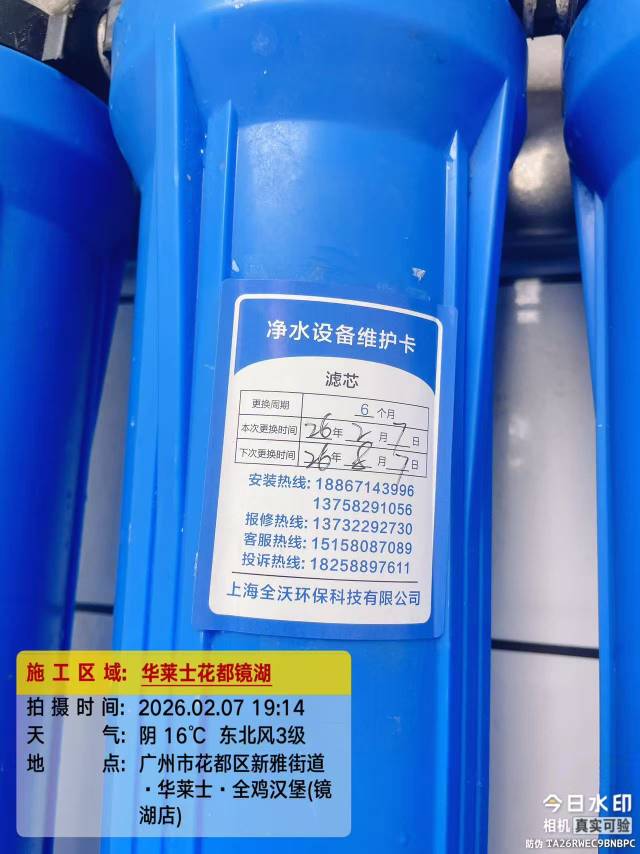 净水设备维护卡
滤芯
更换周期 6 个月
本次更换时间 26 年 2 月 7 日
下次更换时间 26 年 8 月 7 日
安装热线: 18867143996
13758291056
报修热线: 13732292730
客服热线: 15158087089
投诉热线: 18258897611
上海全沃环保科技有限公司
施工区域: 华莱士花都镜湖
拍摄时间: 2026.02.07 19:14
天气: 阴 16℃ 东北风3级
地点: 广州市花都区新雅街道
·华莱士·全鸡汉堡(镜
湖店)
今日水印
相机 真实可验
防伪 TA26RWEC9BNBPC